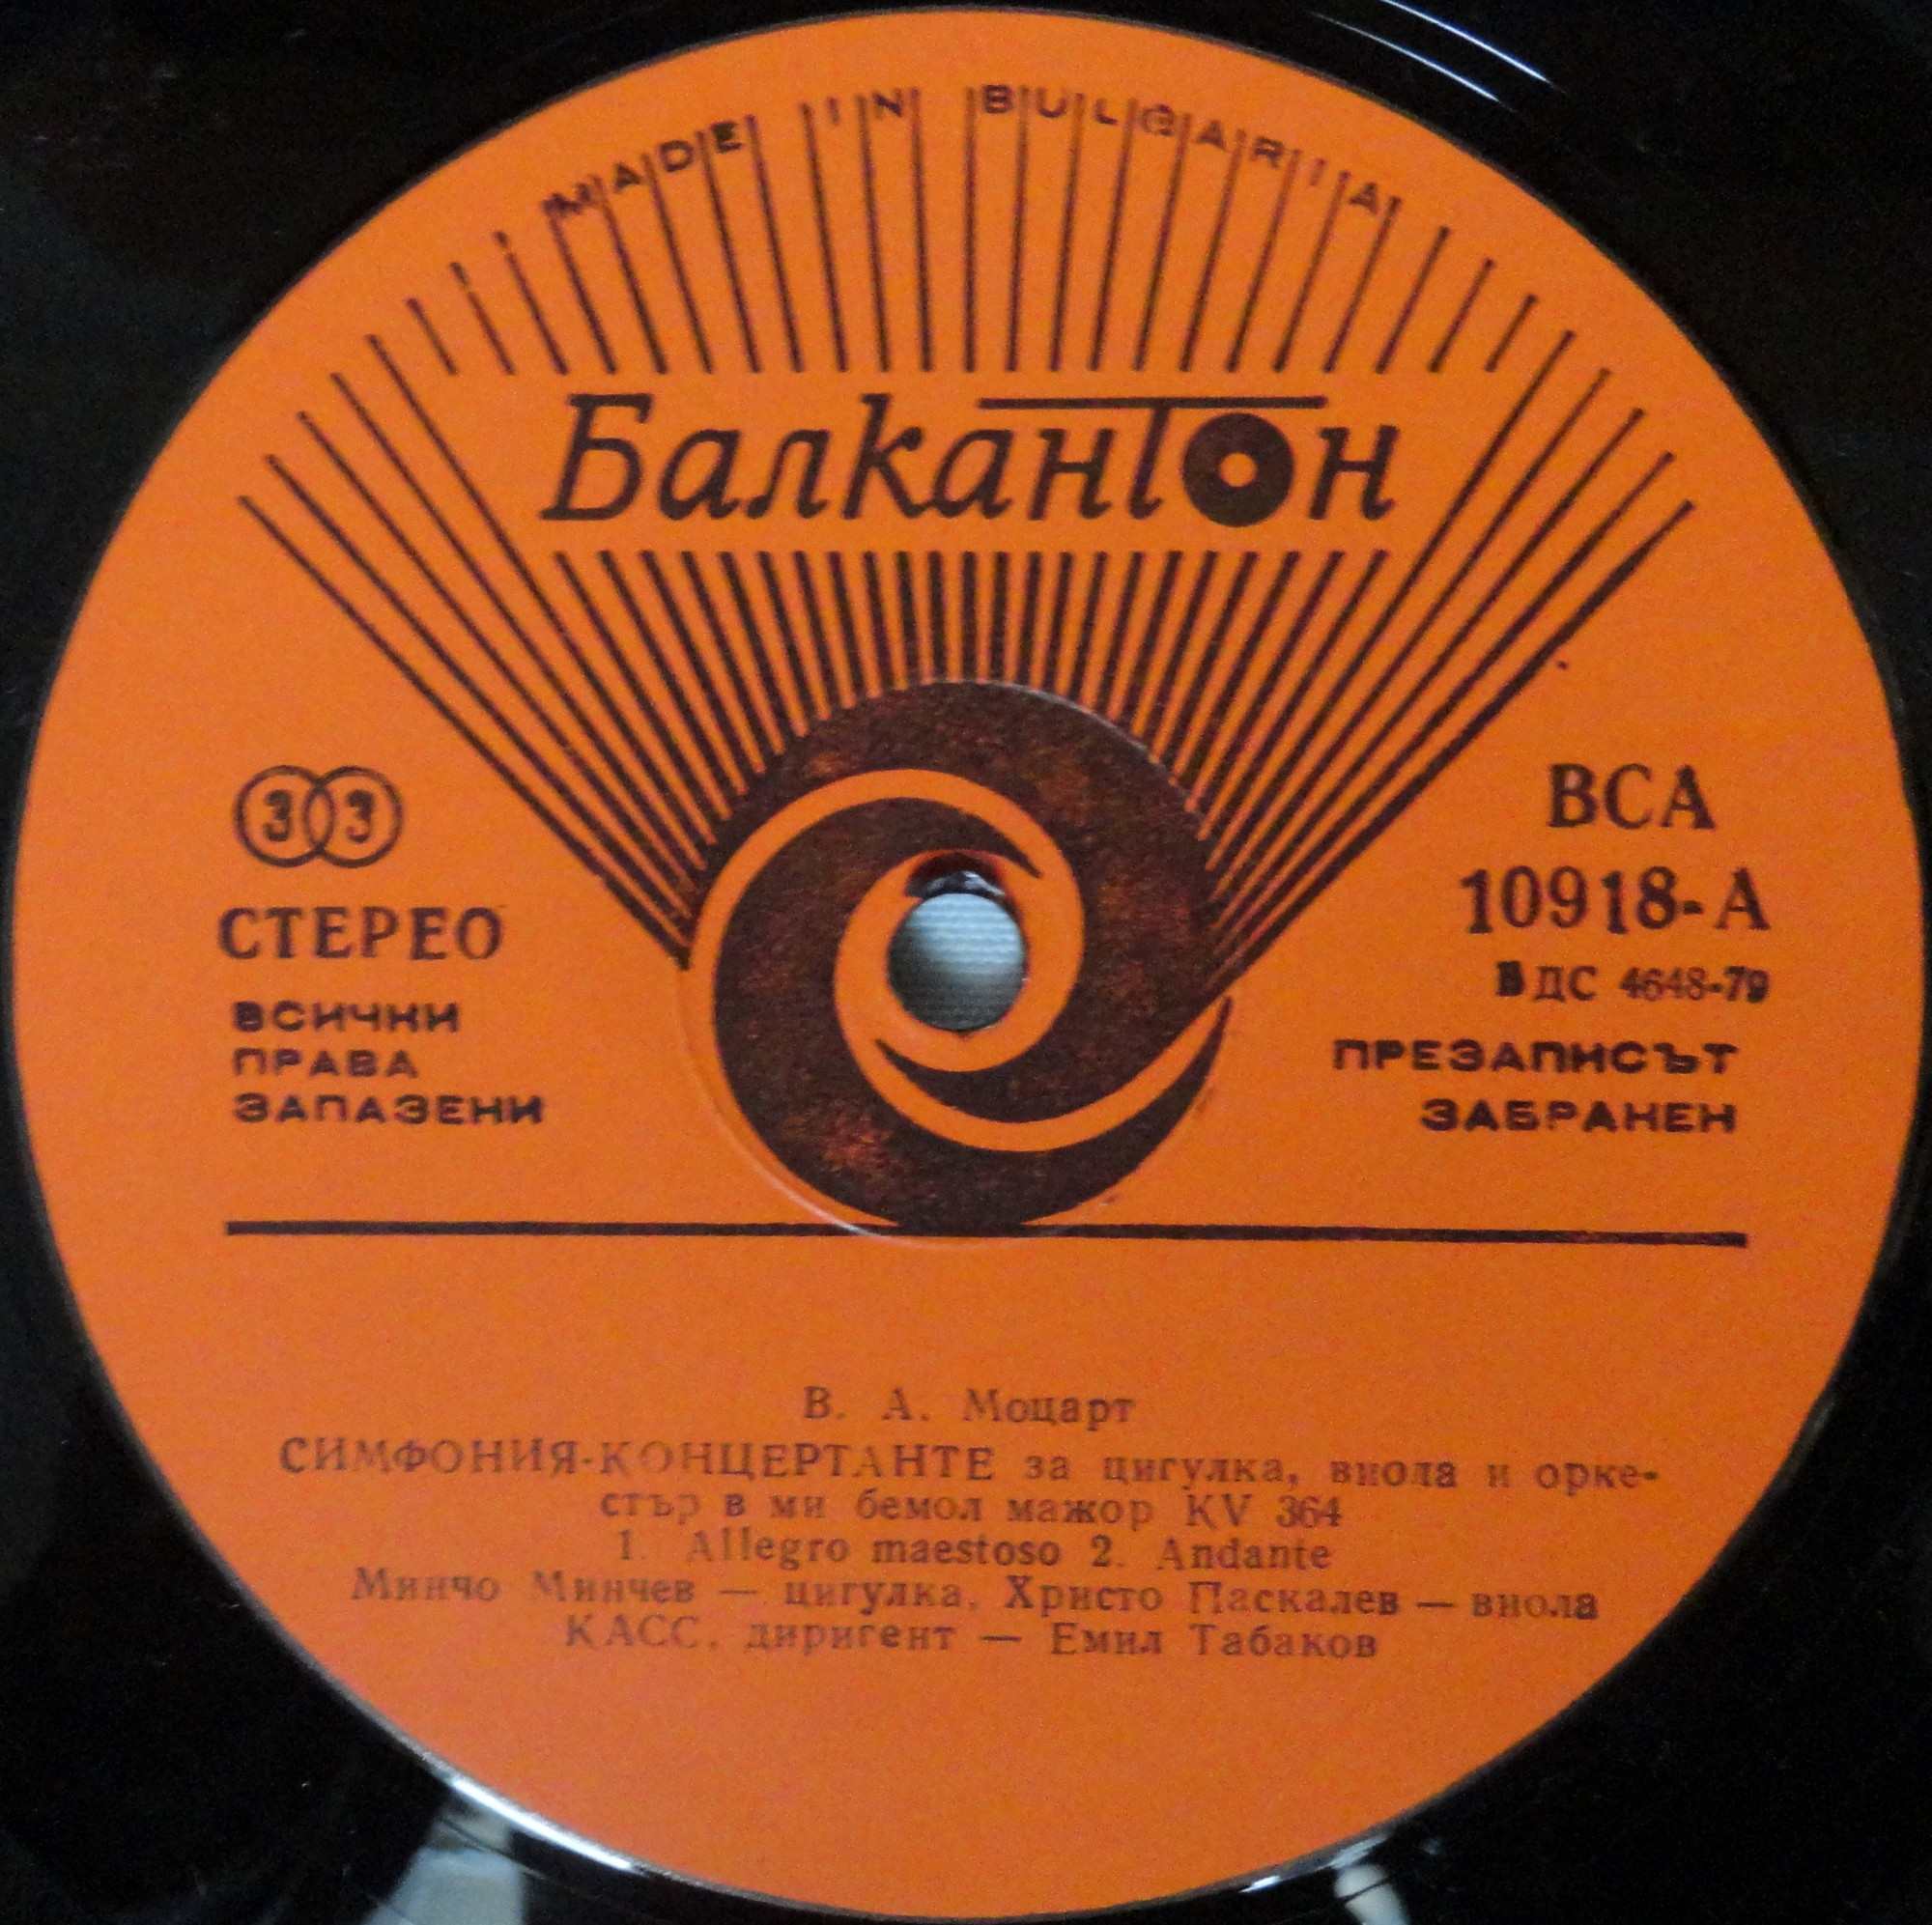 MADE IN BULGARIA
Балкантон
33
СТЕРЕО
ВСИЧКИ
ПРАВА
ЗАПАЗЕНИ
ВСА
10918-А
БДС 4648-79
ПРЕЗАПИСЪТ
ЗАБРАНЕН
В. А. Моцарт
СИМФОНИЯ-КОНЦЕРТАНТЕ за цигулка, виола и орке-
стър в ми бемол мажор KV 364
1. Allegro maestoso 2. Andante
Минчо Минчев — цигулка, Христо Паскалев — виола
КАСС, диригент — Емил Табаков